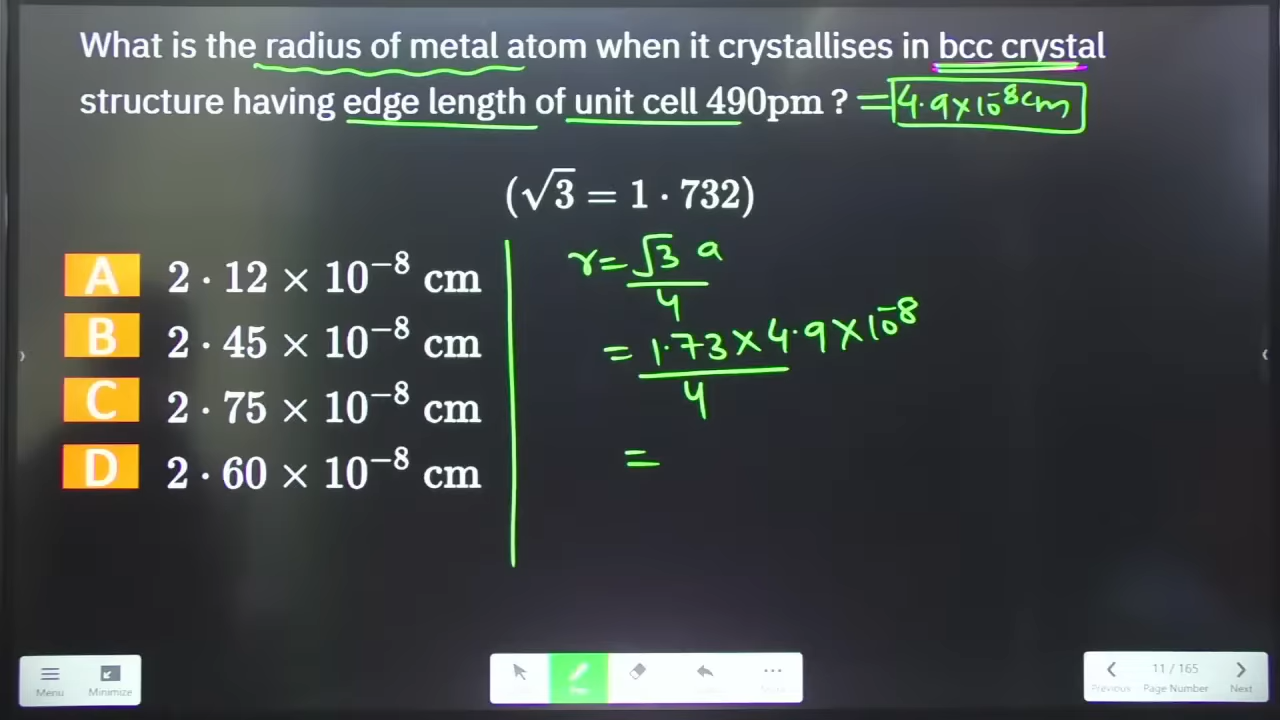 What is the radius of metal atom when it crystallises in bcc crystal
structure having edge length of unit cell 490pm ? = 4.9×10⁻⁸cm
(√3 = 1·732)
A 2·12 × 10⁻⁸ cm
B 2·45 × 10⁻⁸ cm
C 2·75 × 10⁻⁸ cm
D 2·60 × 10⁻⁸ cm
r = √3 a
4
= 1.73 × 4.9 × 10⁻⁸
4
=
Menu
Minimize
Previous
11 / 165
Page Number
Next